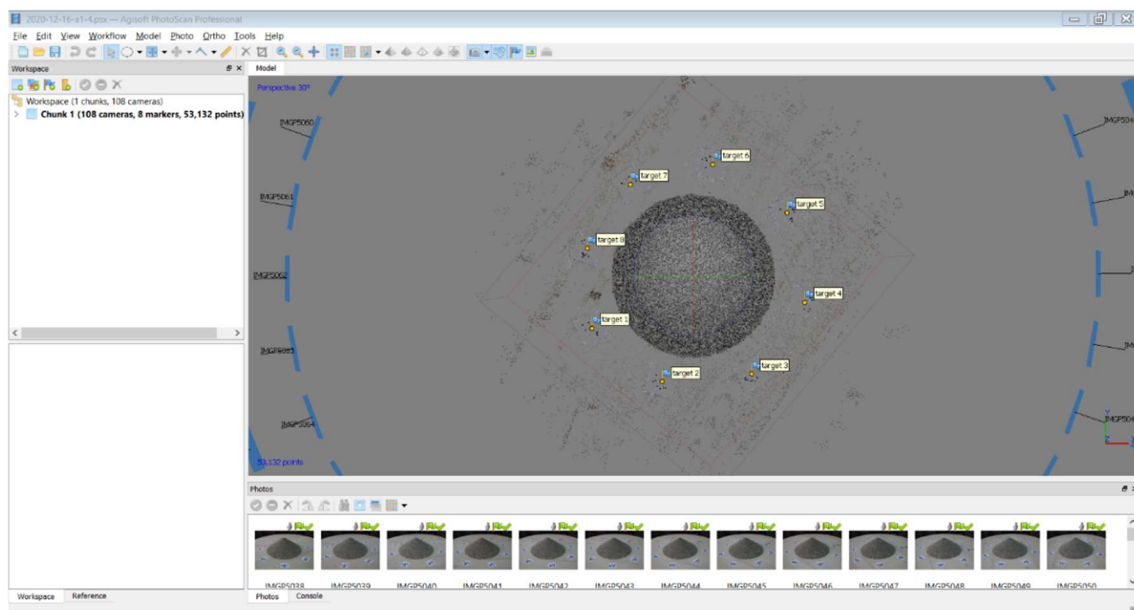 2020-12-16-a1-4.psx — Agisoft PhotoScan Professional
File Edit View Workflow Model Photo Ortho Tools Help
Workspace
Model
Workspace (1 chunks, 108 cameras)
Chunk 1 (108 cameras, 8 markers, 53,132 points)
Perspective 30°
IMGP5060
IMGP5061
IMGP5062
IMGP5064
target 6
target 7
target 5
target 8
target 4
target 1
target 3
target 2
53,132 points
Photos
IMGP5038 IMGP5039 IMGP5040 IMGP5041 IMGP5042 IMGP5043 IMGP5044 IMGP5045 IMGP5046 IMGP5047 IMGP5048 IMGP5049 IMGP5050
Workspace Reference
Photos Console